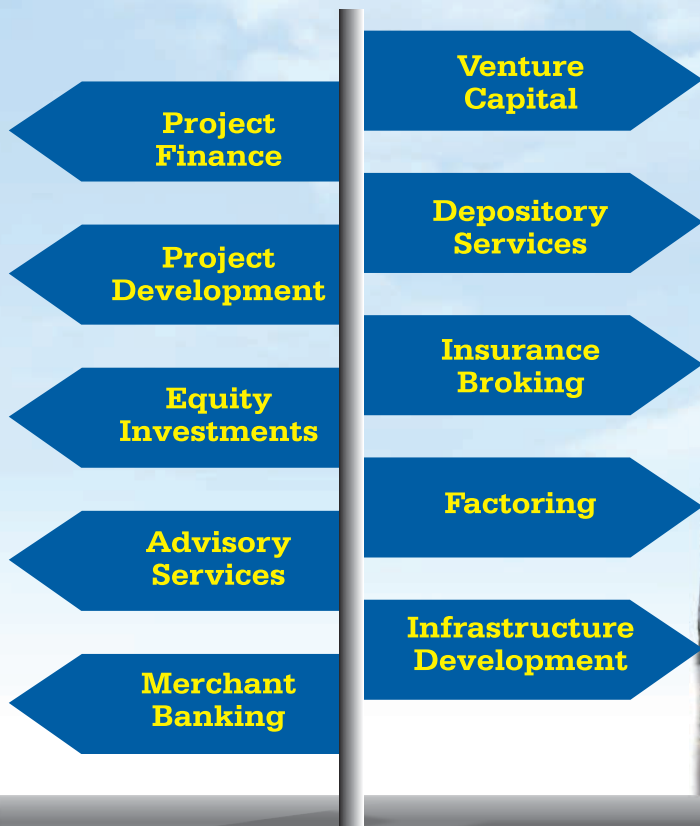 Project
Finance
Project
Development
Equity
Investments
Advisory
Services
Merchant
Banking
Venture
Capital
Depository
Services
Insurance
Broking
Factoring
Infrastructure
Development